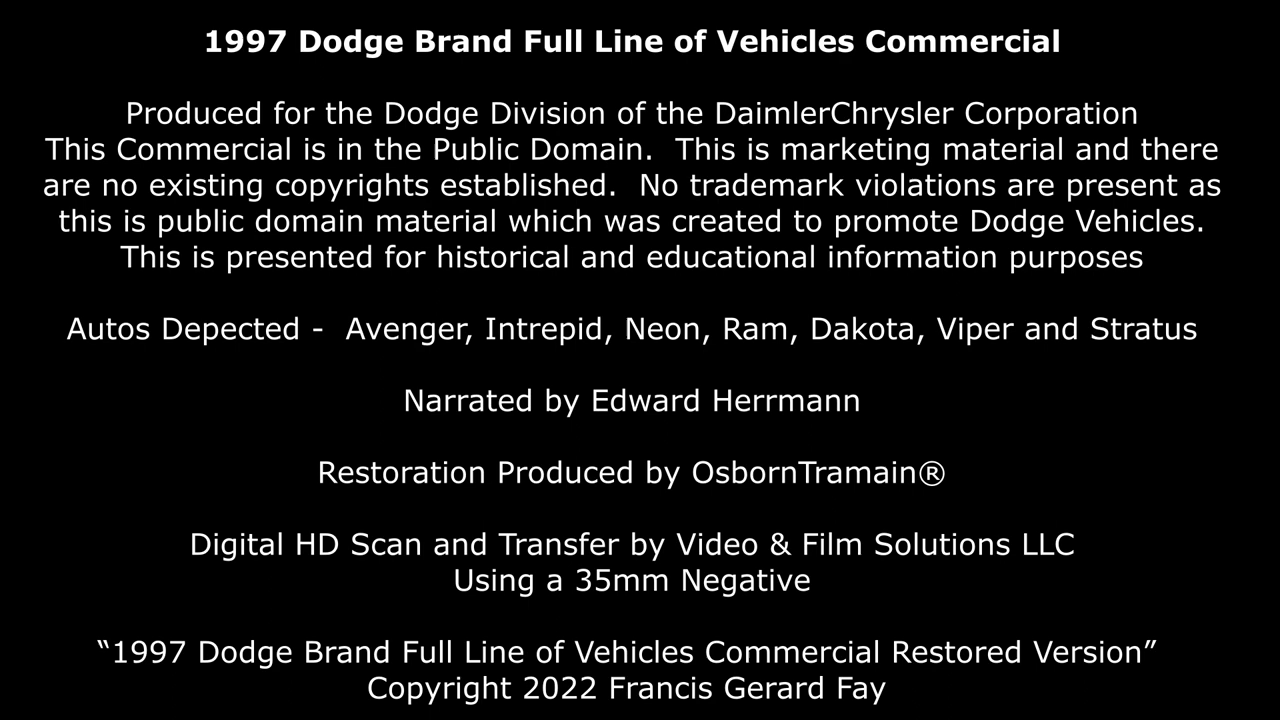 1997 Dodge Brand Full Line of Vehicles Commercial
Produced for the Dodge Division of the DaimlerChrysler Corporation
This Commercial is in the Public Domain.  This is marketing material and there
are no existing copyrights established.  No trademark violations are present as
this is public domain material which was created to promote Dodge Vehicles.
This is presented for historical and educational information purposes
Autos Depected -  Avenger, Intrepid, Neon, Ram, Dakota, Viper and Stratus
Narrated by Edward Herrmann
Restoration Produced by OsbornTramain®
Digital HD Scan and Transfer by Video & Film Solutions LLC
Using a 35mm Negative
“1997 Dodge Brand Full Line of Vehicles Commercial Restored Version”
Copyright 2022 Francis Gerard Fay